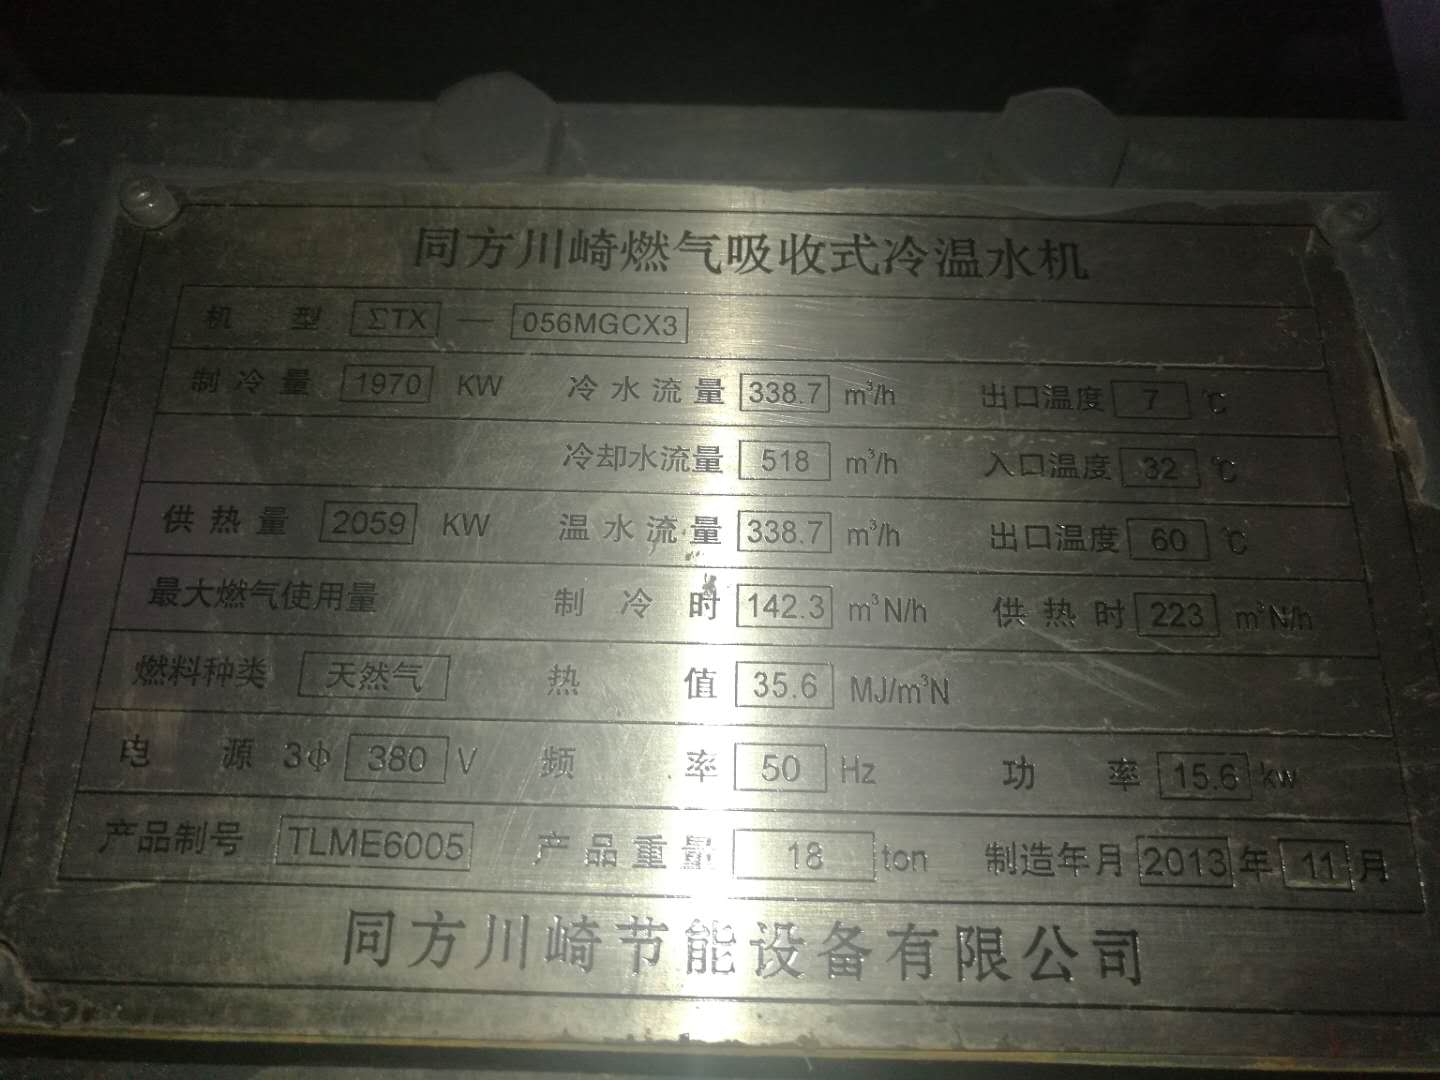 同方川崎燃气吸收式冷温水机
机型 ΣTX — 056MGCX3
制冷量 1970 KW 冷水流量 338.7 m³/h 出口温度 7 ℃
冷却水流量 518 m³/h 入口温度 32 ℃
供热量 2059 KW 温水流量 338.7 m³/h 出口温度 60 ℃
最大燃气使用量 制冷时 142.3 m³N/h 供热时 223 m³N/h
燃料种类 天然气 热值 35.6 MJ/m³N
电源 3φ 380 V 频率 50 Hz 功率 15.6 kw
产品制号 TLME6005 产品重量 18 ton 制造年月 2013 年 11 月
同方川崎节能设备有限公司